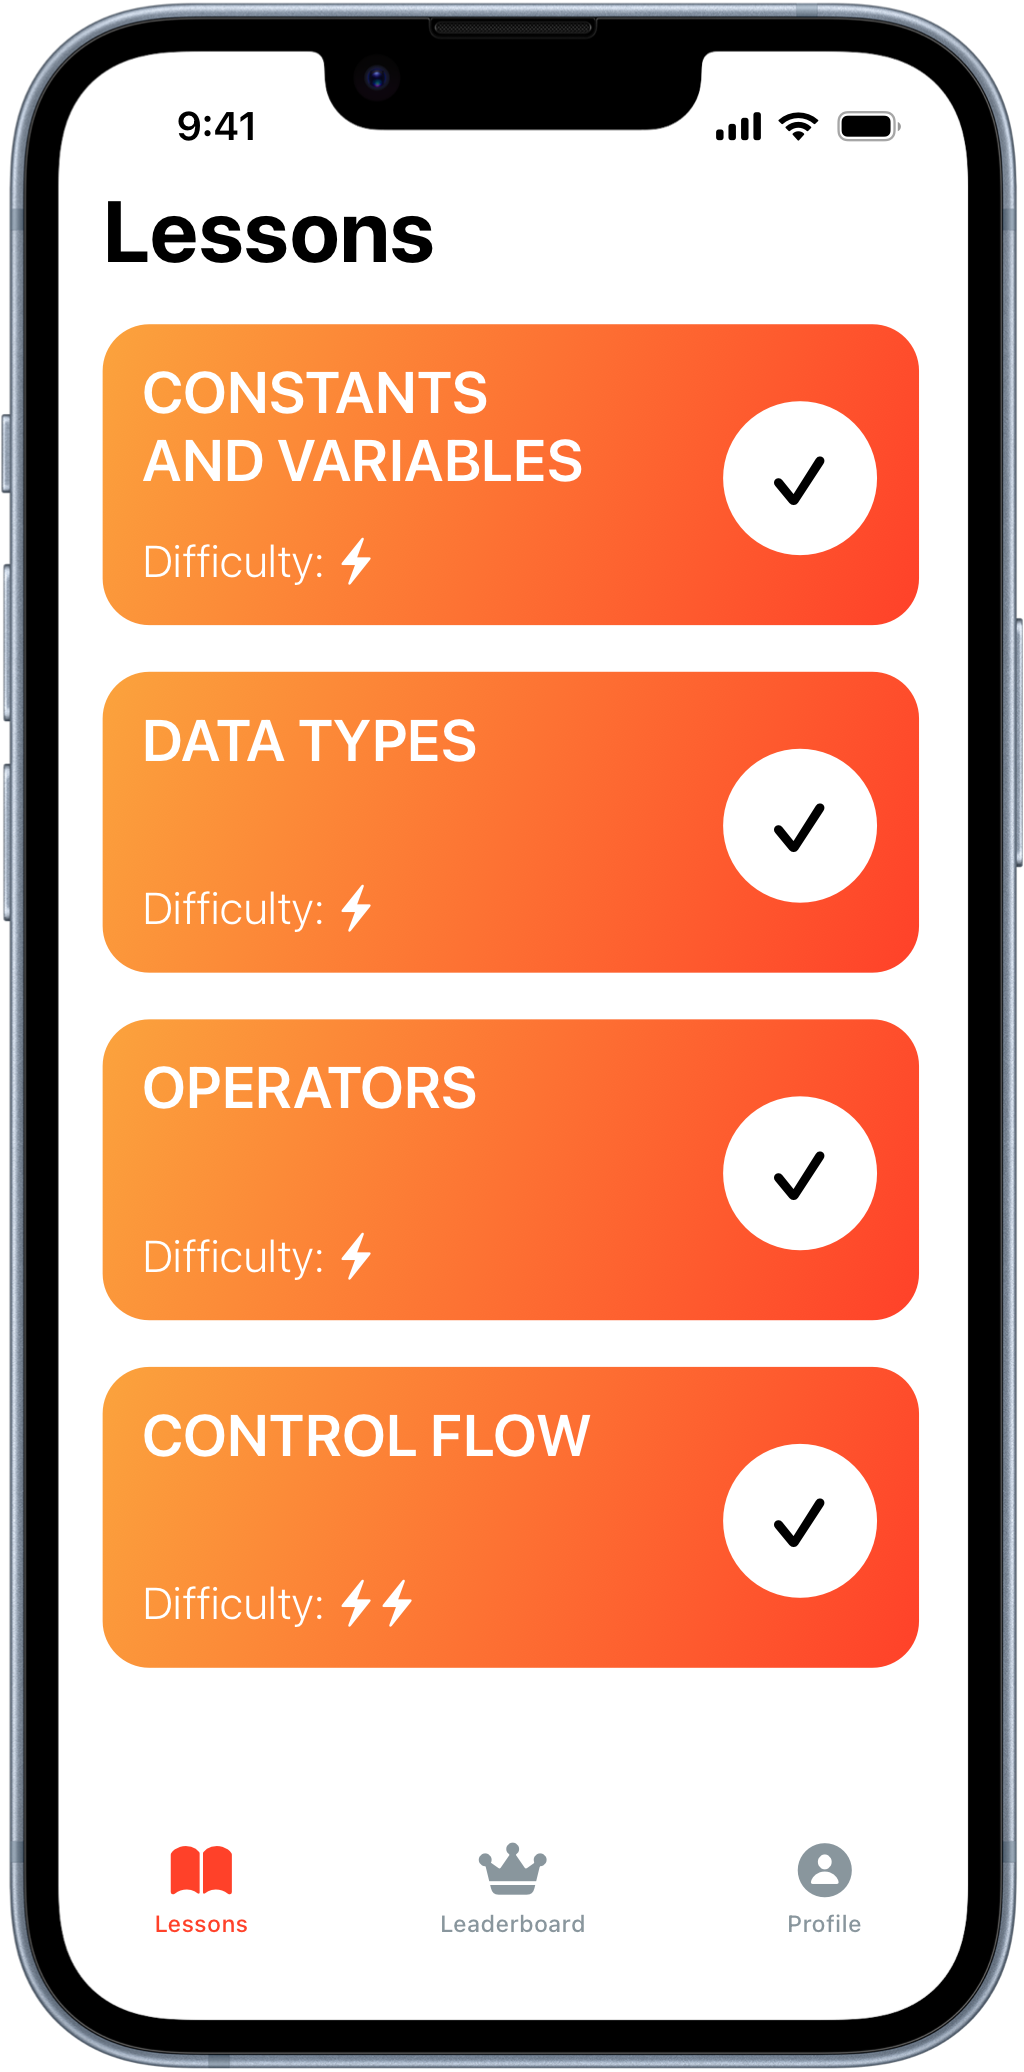 9:41
Lessons
CONSTANTS
AND VARIABLES
Difficulty:
DATA TYPES
Difficulty:
OPERATORS
Difficulty:
CONTROL FLOW
Difficulty:
Lessons
Leaderboard
Profile